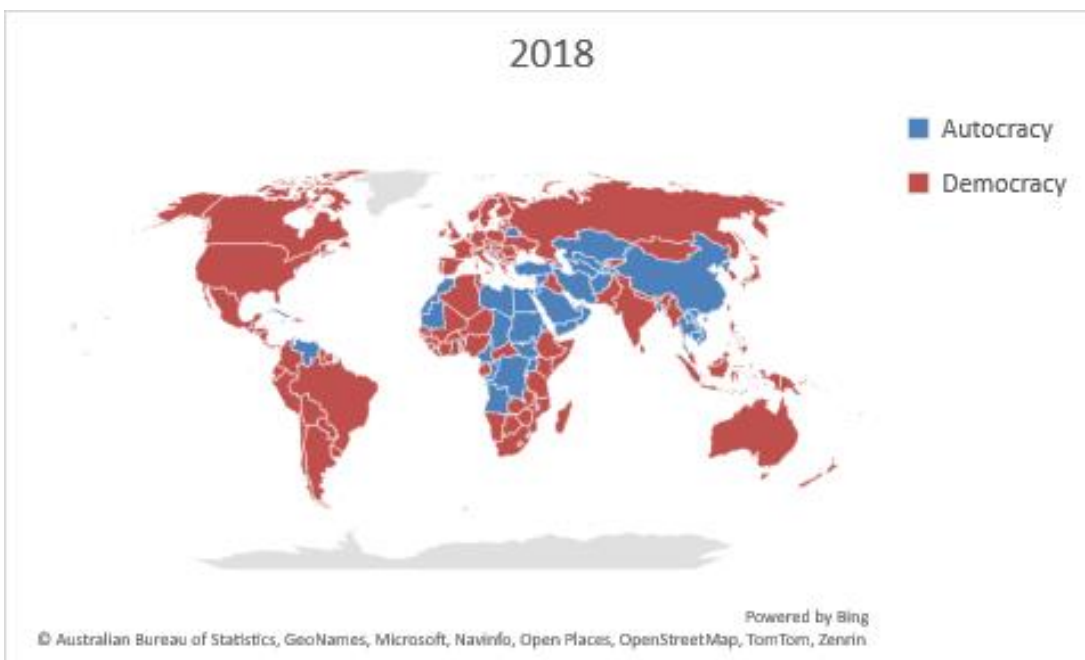 2018
Autocracy
Democracy
Powered by Bing
© Australian Bureau of Statistics, GeoNames, Microsoft, Navinfo, Open Places, OpenStreetMap, TomTom, Zenrin